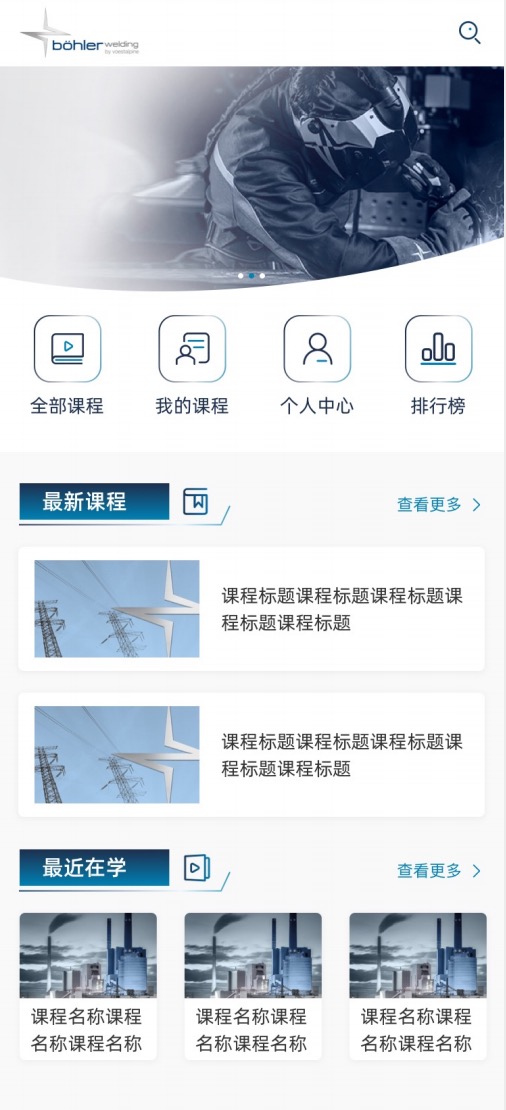 böhler welding
by voestalpine
全部课程
我的课程
个人中心
排行榜
最新课程
查看更多
课程标题课程标题课程标题课
程标题课程标题
课程标题课程标题课程标题课
程标题课程标题
最近在学
查看更多
课程名称课程
名称课程名称
课程名称课程
名称课程名称
课程名称课程
名称课程名称